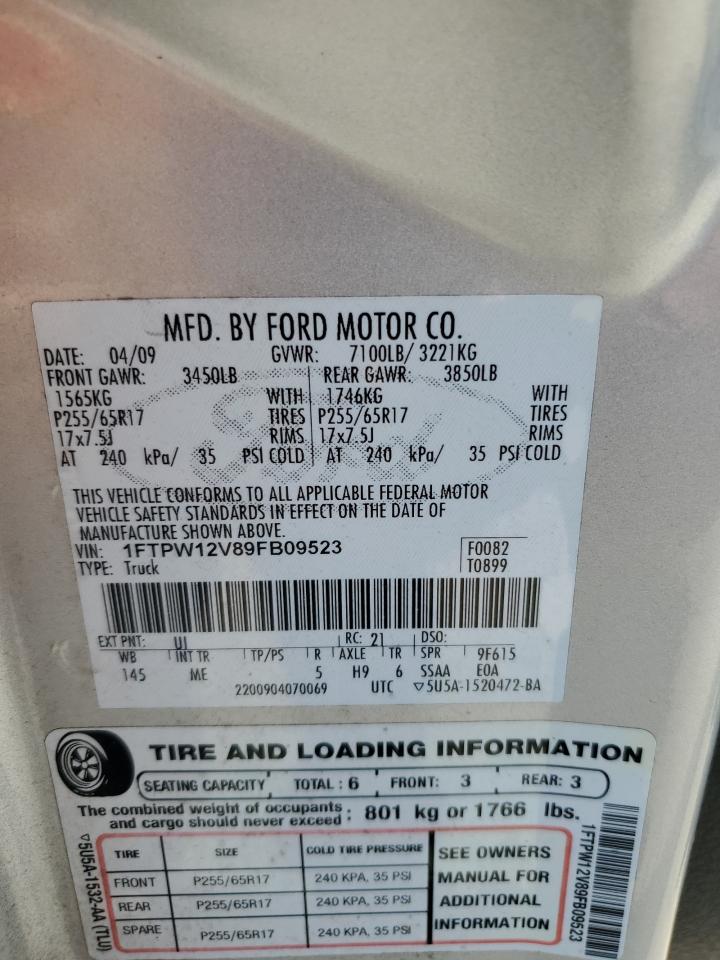 MFD. BY FORD MOTOR CO.
DATE: 04/09 GVWR: 7100LB/ 3221KG
FRONT GAWR: 3450LB REAR GAWR: 3850LB
1565KG WITH 1746KG WITH
P255/65R17 TIRES P255/65R17 TIRES
17x7.5J RIMS 17x7.5J RIMS
AT 240 kPa/ 35 PSI COLD AT 240 kPa/ 35 PSI COLD
THIS VEHICLE CONFORMS TO ALL APPLICABLE FEDERAL MOTOR
VEHICLE SAFETY STANDARDS IN EFFECT ON THE DATE OF
MANUFACTURE SHOWN ABOVE.
VIN: 1FTPW12V89FB09523 F0082
TYPE: Truck T0899
EXT PNT: UI RC: 21 DSO:
WB INT TR TP/PS R AXLE TR SPR 9F615
145 ME 5 H9 6 SSAA E0A
2200904070069 UTC ▽5U5A-1520472-BA
TIRE AND LOADING INFORMATION
SEATING CAPACITY TOTAL: 6 FRONT: 3 REAR: 3
The combined weight of occupants and cargo should never exceed: 801 kg or 1766 lbs.
TIRE SIZE COLD TIRE PRESSURE SEE OWNERS
FRONT P255/65R17 240 KPA, 35 PSI MANUAL FOR
REAR P255/65R17 240 KPA, 35 PSI ADDITIONAL
SPARE P255/65R17 240 KPA, 35 PSI INFORMATION
▽5U5A-1532-AA (TLU)
1FTPW12V89FB09523